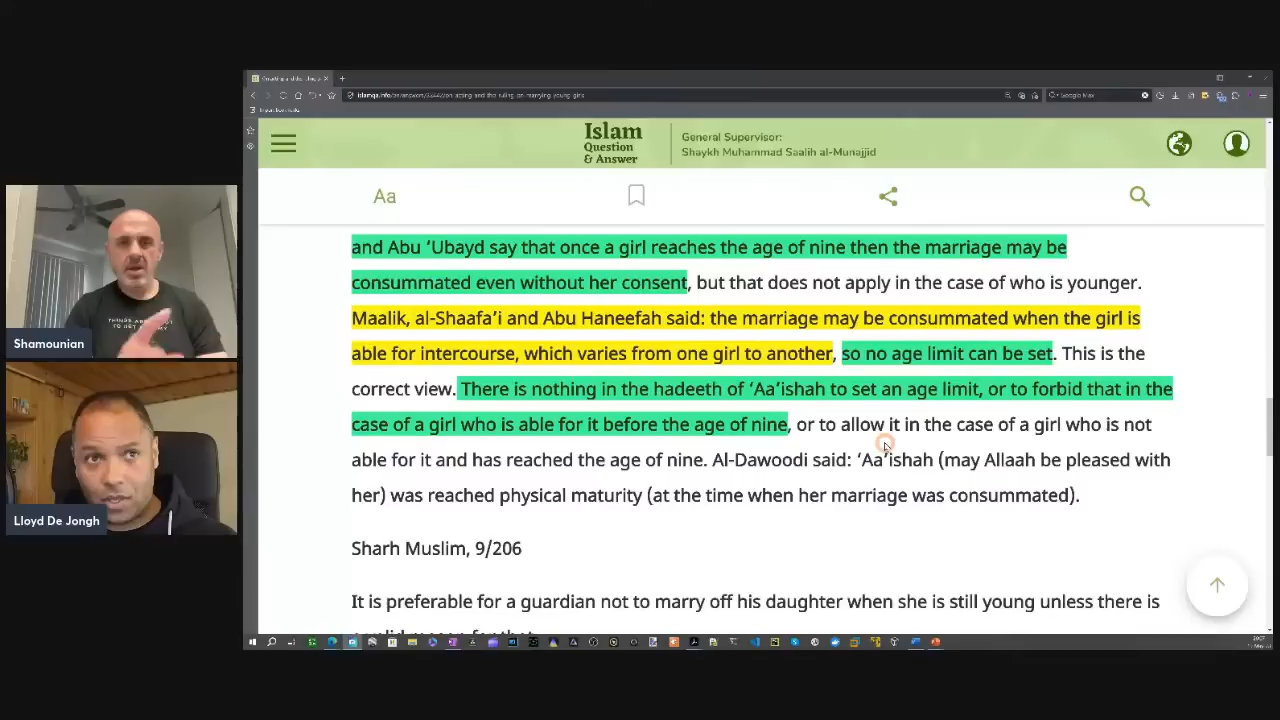 Islam
Question
& Answer
General Supervisor:
Shaykh Muhammad Saalih al-Munajjid
Aa
and Abu ‘Ubayd say that once a girl reaches the age of nine then the marriage may be
consummated even without her consent, but that does not apply in the case of who is younger.
Maalik, al-Shaafa’i and Abu Haneefah said: the marriage may be consummated when the girl is
able for intercourse, which varies from one girl to another, so no age limit can be set. This is the
correct view. There is nothing in the hadeeth of ‘Aa’ishah to set an age limit, or to forbid that in the
case of a girl who is able for it before the age of nine, or to allow it in the case of a girl who is not
able for it and has reached the age of nine. Al-Dawoodi said: ‘Aa’ishah (may Allaah be pleased with
her) was reached physical maturity (at the time when her marriage was consummated).
Sharh Muslim, 9/206
It is preferable for a guardian not to marry off his daughter when she is still young unless there is
Shamounian
Lloyd De Jongh